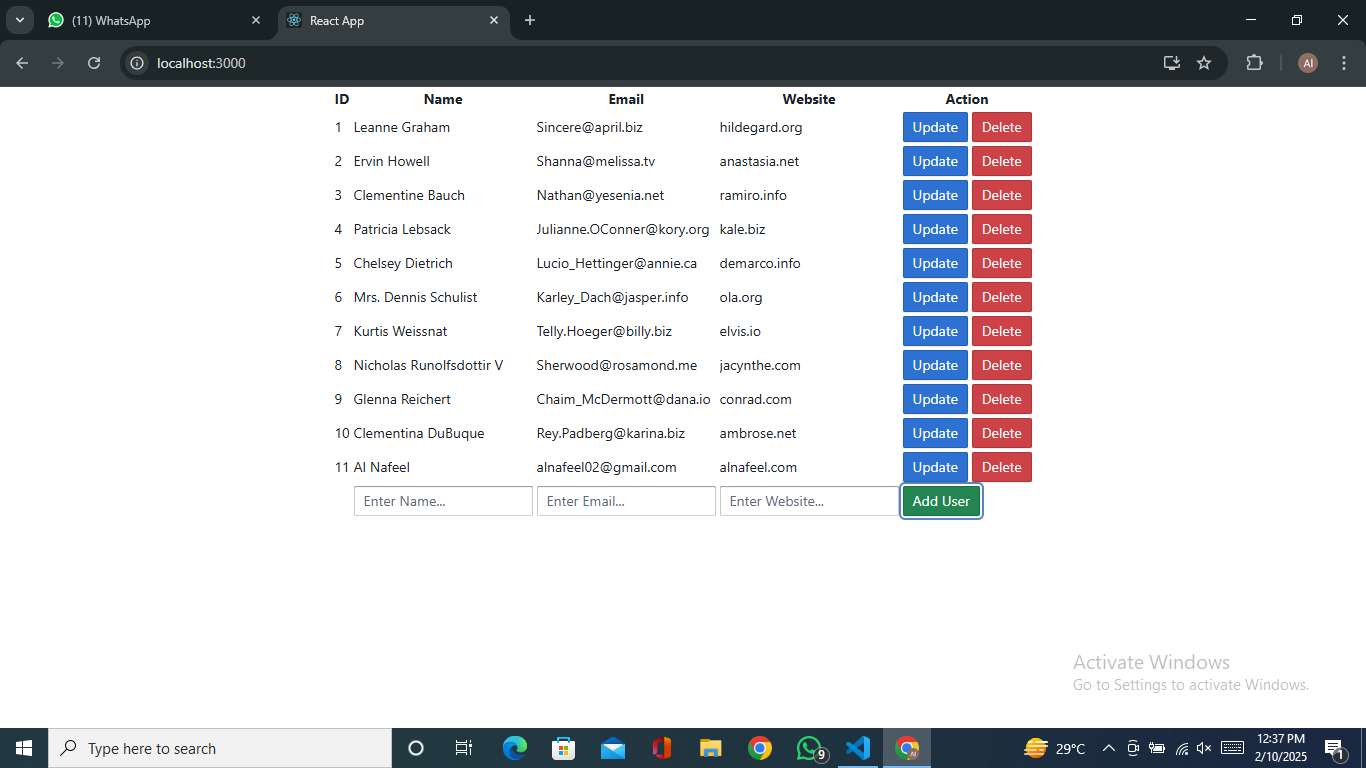 (11) WhatsApp
React App
localhost:3000
AI
ID Name Email Website Action
1 Leanne Graham Sincere@april.biz hildegard.org Update Delete
2 Ervin Howell Shanna@melissa.tv anastasia.net Update Delete
3 Clementine Bauch Nathan@yesenia.net ramiro.info Update Delete
4 Patricia Lebsack Julianne.OConner@kory.org kale.biz Update Delete
5 Chelsey Dietrich Lucio_Hettinger@annie.ca demarco.info Update Delete
6 Mrs. Dennis Schulist Karley_Dach@jasper.info ola.org Update Delete
7 Kurtis Weissnat Telly.Hoeger@billy.biz elvis.io Update Delete
8 Nicholas Runolfsdottir V Sherwood@rosamond.me jacynthe.com Update Delete
9 Glenna Reichert Chaim_McDermott@dana.io conrad.com Update Delete
10 Clementina DuBuque Rey.Padberg@karina.biz ambrose.net Update Delete
11 Al Nafeel alnafeel02@gmail.com alnafeel.com Update Delete
Enter Name... Enter Email... Enter Website... Add User
Activate Windows
Go to Settings to activate Windows.
Type here to search
9
AI
29°C
12:37 PM
2/10/2025
1